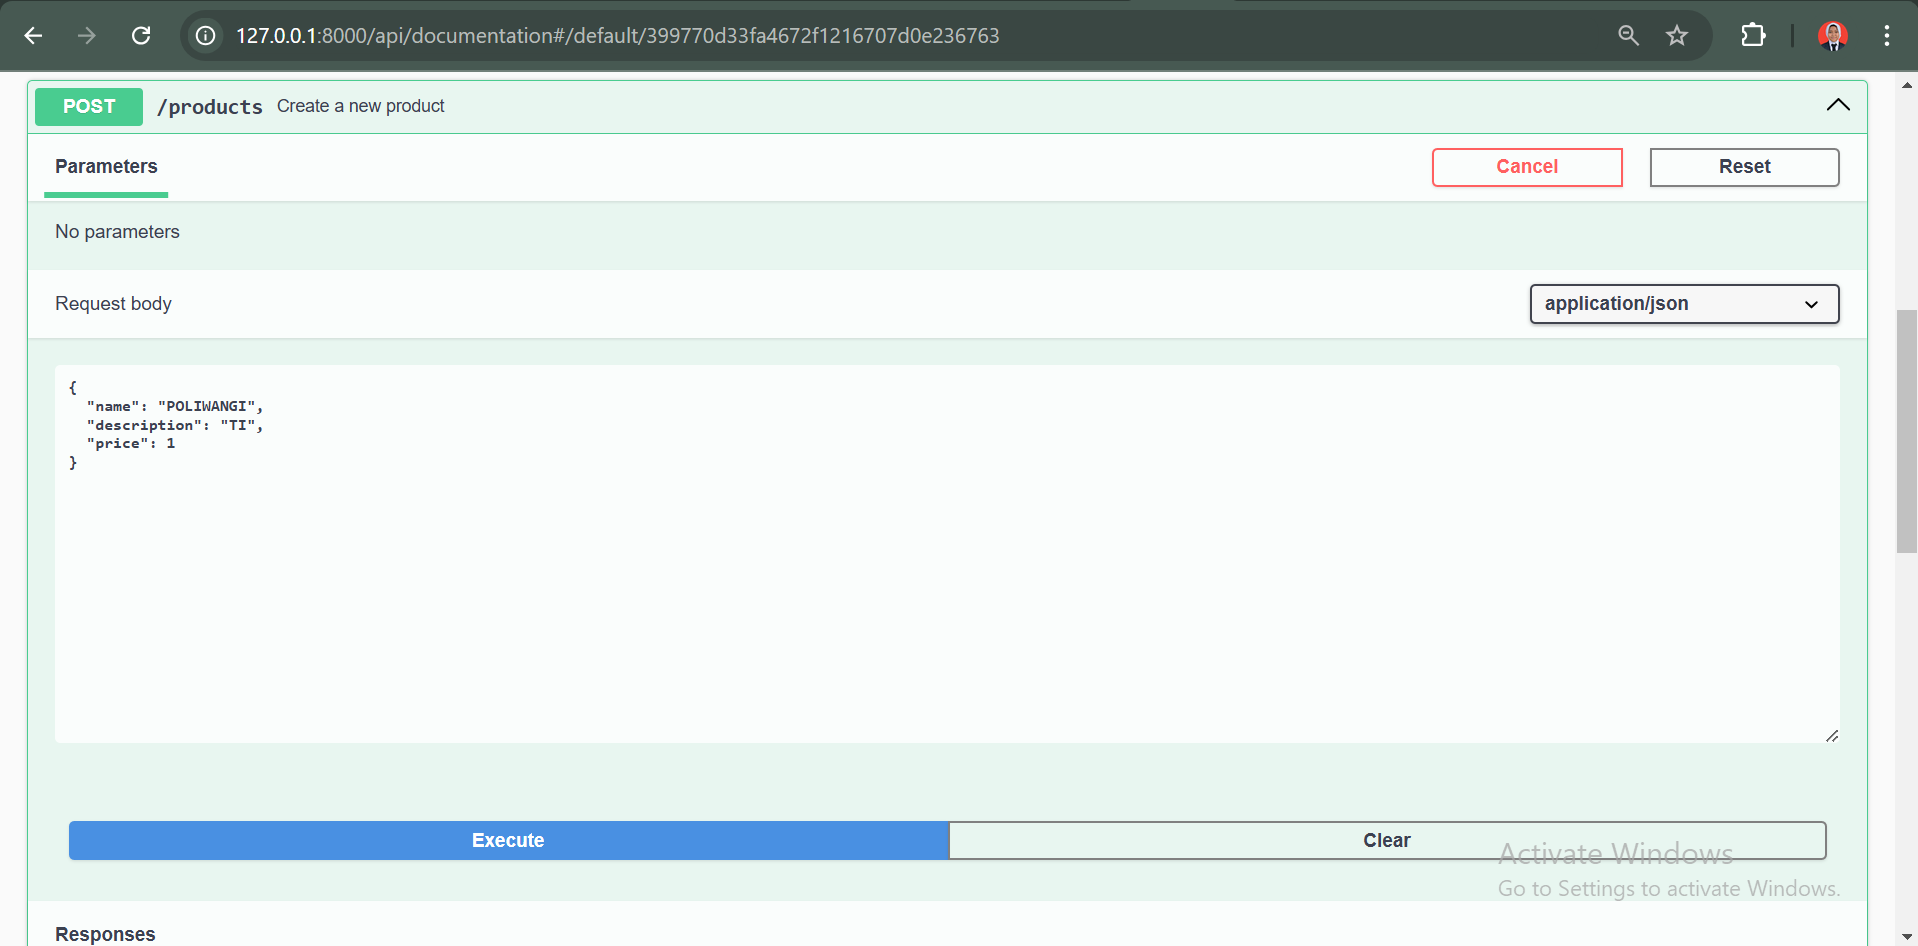 127.0.0.1:8000/api/documentation#/default/399770d33fa4672f1216707d0e236763
POST /products Create a new product
Parameters
Cancel
Reset
No parameters
Request body
application/json
{
  "name": "POLIWANGI",
  "description": "TI",
  "price": 1
}
Execute
Clear
Activate Windows
Go to Settings to activate Windows.
Responses